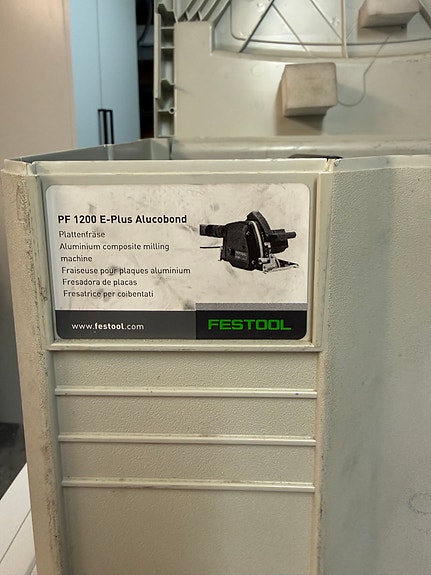 PF 1200 E-Plus Alucobond
Plattenfräse
Aluminium composite milling
machine
Fraiseuse pour plaques aluminium
Fresadora de placas
Fresatrice per coibentati
www.festool.com
FESTOOL